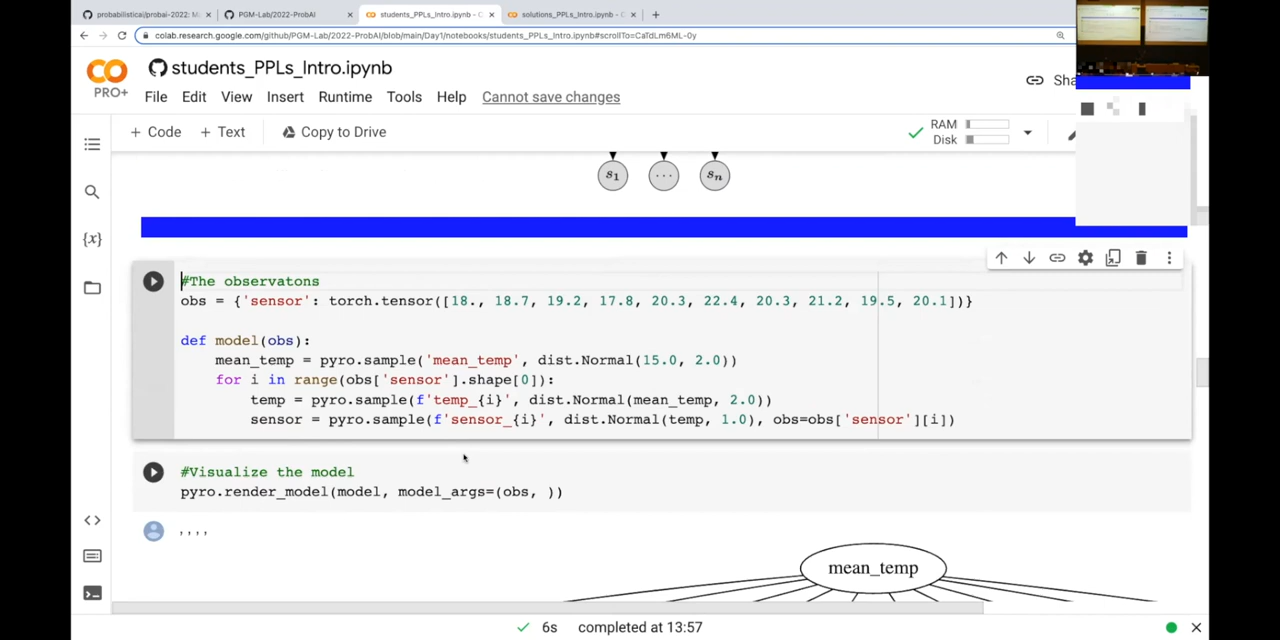 probabilistical/probai-2022: M
PGM-Lab/2022-ProbAI
students_PPLs_Intro.ipynb - C
solutions_PPLs_Intro.ipynb - C
colab.research.google.com/github/PGM-Lab/2022-ProbAI/blob/main/Day1/notebooks/students_PPLs_Intro.ipynb#scrollTo=CaTdLm6ML-0y
CO
PRO+
students_PPLs_Intro.ipynb
File Edit View Insert Runtime Tools Help Cannot save changes
Sha
+ Code + Text Copy to Drive
RAM
Disk
s1 ... sn
{x}
#The observatons
obs = {'sensor': torch.tensor([18., 18.7, 19.2, 17.8, 20.3, 22.4, 20.3, 21.2, 19.5, 20.1])}
def model(obs):
mean_temp = pyro.sample('mean_temp', dist.Normal(15.0, 2.0))
for i in range(obs['sensor'].shape[0]):
temp = pyro.sample(f'temp_{i}', dist.Normal(mean_temp, 2.0))
sensor = pyro.sample(f'sensor_{i}', dist.Normal(temp, 1.0), obs=obs['sensor'][i])
#Visualize the model
pyro.render_model(model, model_args=(obs, ))
' ' ' '
mean_temp
6s completed at 13:57